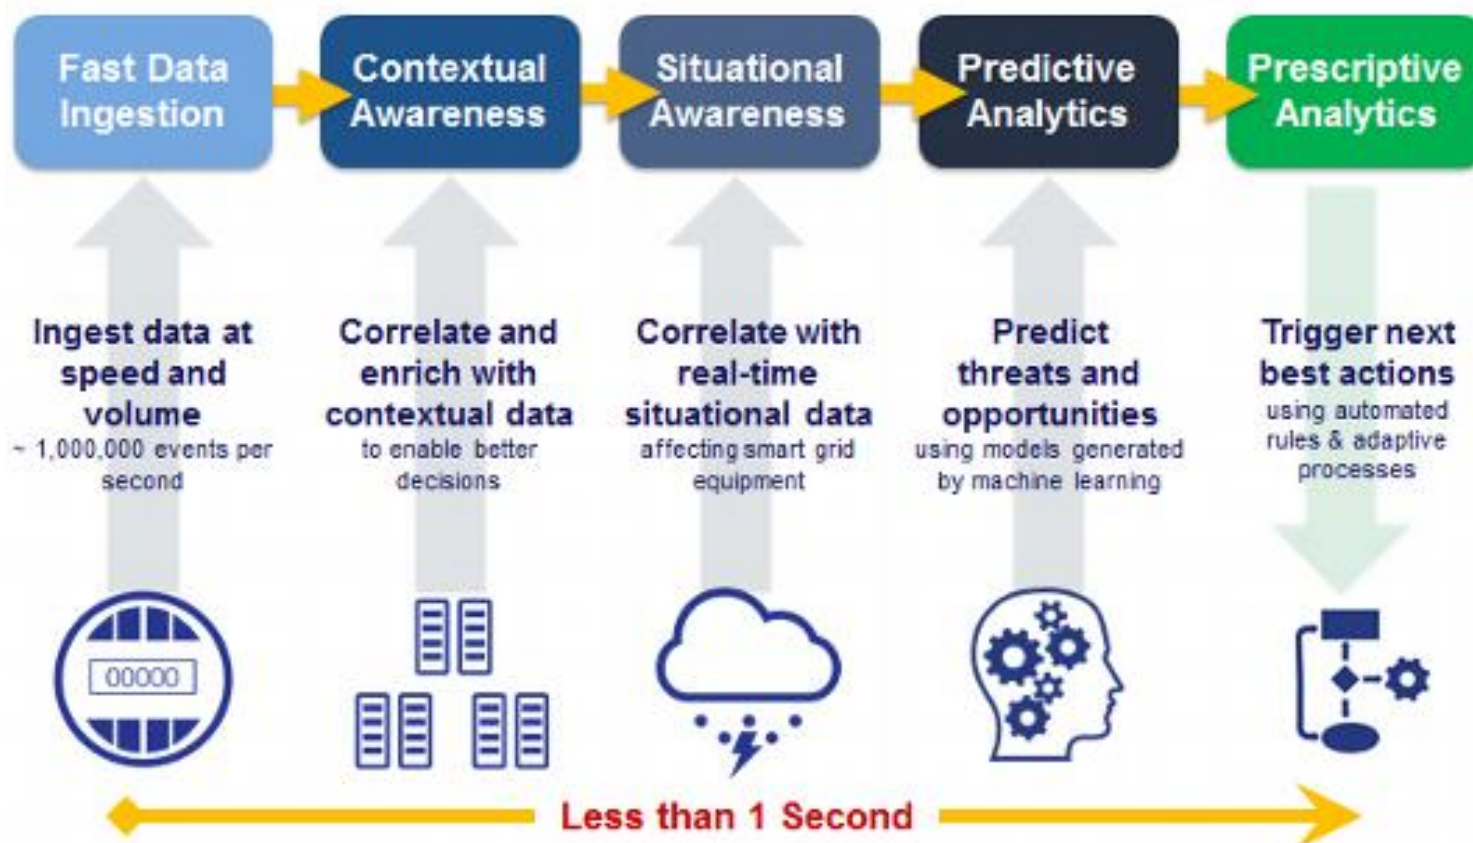 Fast Data
Ingestion
Contextual
Awareness
Situational
Awareness
Predictive
Analytics
Prescriptive
Analytics
Ingest data at
speed and
volume
~ 1,000,000 events per
second
Correlate and
enrich with
contextual data
to enable better
decisions
Correlate with
real-time
situational data
affecting smart grid
equipment
Predict
threats and
opportunities
using models generated
by machine learning
Trigger next
best actions
using automated
rules & adaptive
processes
00000
Less than 1 Second